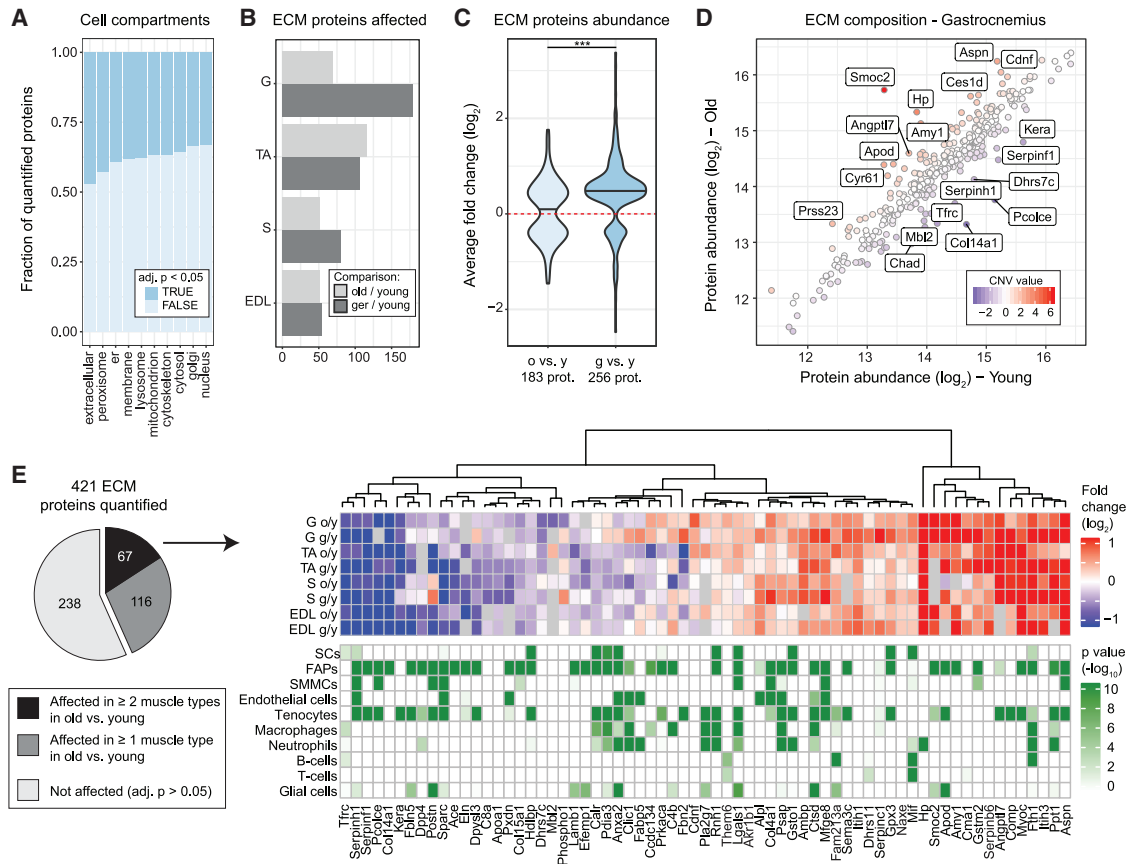 A
Cell compartments
Fraction of quantified proteins
1.00
0.75
0.50
0.25
0.00
adj. p < 0.05
TRUE
FALSE
extracellular
peroxisome
er
membrane
lysosome
mitochondrion
cytoskeleton
cytosol
golgi
nucleus
B
ECM proteins affected
G
TA
S
EDL
Comparison:
old / young
ger / young
0
50
100
150
C
ECM proteins abundance
Average fold change (log2)
***
2
0
−2
o vs. y
183 prot.
g vs. y
256 prot.
D
ECM composition - Gastrocnemius
Protein abundance (log2) − Old
16
15
14
13
12
Aspn
Cdnf
Smoc2
Ces1d
Hp
Angptl7
Amy1
Kera
Apod
Serpinf1
Cyr61
Dhrs7c
Serpinh1
Prss23
Tfrc
Pcolce
Mbl2
Col14a1
Chad
CNV value
−2 0 2 4 6
12
13
14
15
16
Protein abundance (log2) − Young
E
421 ECM
proteins quantified
67
116
238
Affected in ≥ 2 muscle types
in old vs. young
Affected in ≥ 1 muscle type
in old vs. young
Not affected (adj. p > 0.05)
G o/y
G g/y
TA o/y
TA g/y
S o/y
S g/y
EDL o/y
EDL g/y
Fold
change
(log2)
1
0
−1
SCs
FAPs
SMMCs
Endothelial cells
Tenocytes
Macrophages
Neutrophils
B-cells
T-cells
Glial cells
p value
(-log10)
10
8
6
4
2
0
Tfrc
Serpinh1
Serpinf1
Pcolce
Col14a1
Kera
Fbln5
Dpp4
Postn
Sparc
Ace
Eln
Dpysl3
C8a
Apoa1
Pxdn
Col15a1
Hdlbp
Dhrs7c
Mbl2
Phospho1
Lamb1
Efemp1
Calr
Pdia3
Anxa2
Clic1
Fabp5
Ccdc134
Prkaca
C4b
Fpn2
Cdnf
Pla2g7
Rnh1
Them6
Lgals1
Akr1b1
Alpl
Col4a1
Psap
Gsto1
Ambp
Ctsd
Mfge8
Fam213a
Sema3c
Itih1
Dhrs11
Serpinc1
Gpx3
Naxe
Mif
Hp
Smoc2
Apod
Amy1
Cma1
Gstm2
Serpinb6
Angptl7
Comp
Myoc
Fth1
Itih3
Ppt1
Aspn